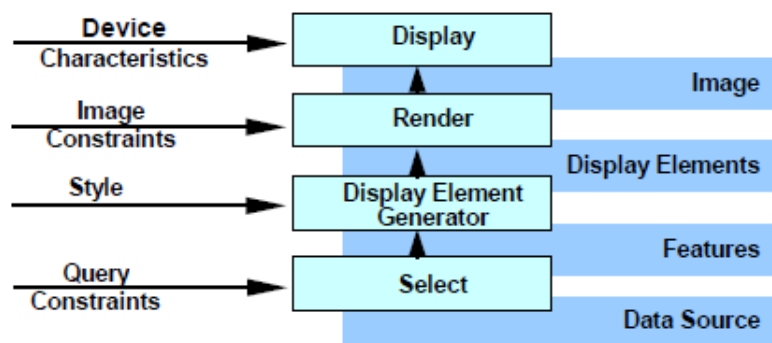 Device
Characteristics
Display
Image
Image
Constraints
Render
Display Elements
Style
Display Element
Generator
Features
Query
Constraints
Select
Data Source